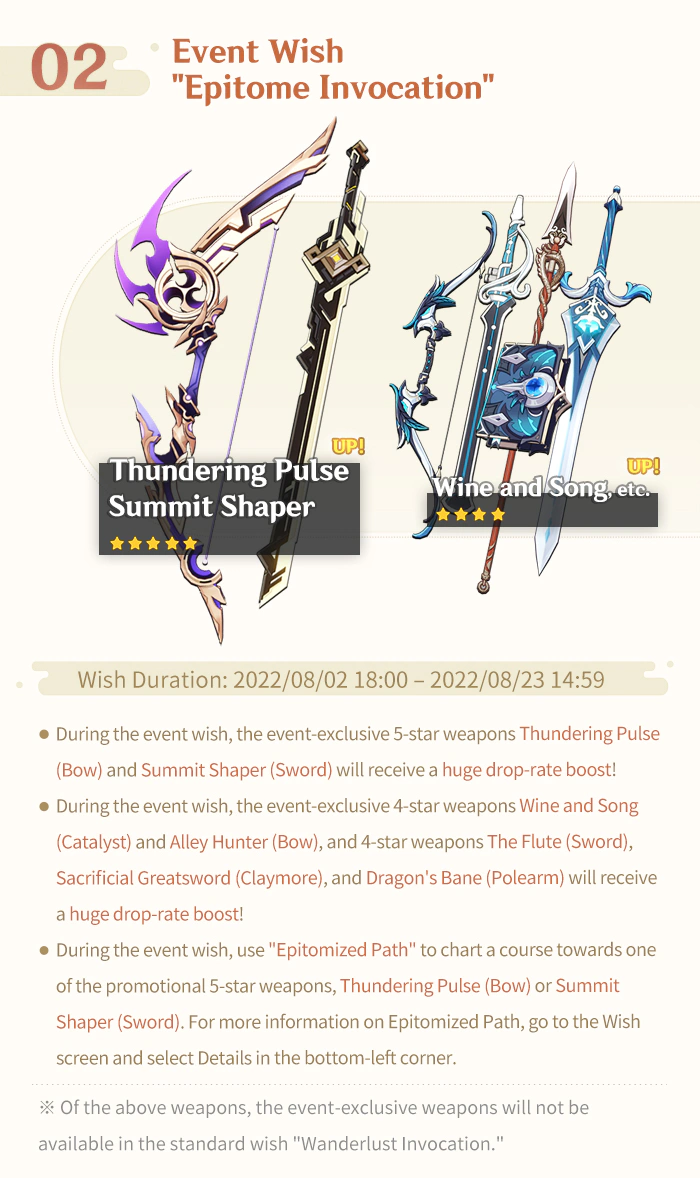 02
Event Wish
"Epitome Invocation"
UP!
Thundering Pulse
Summit Shaper
UP!
Wine and Song, etc.
Wish Duration: 2022/08/02 18:00 – 2022/08/23 14:59
● During the event wish, the event-exclusive 5-star weapons Thundering Pulse
(Bow) and Summit Shaper (Sword) will receive a huge drop-rate boost!
● During the event wish, the event-exclusive 4-star weapons Wine and Song
(Catalyst) and Alley Hunter (Bow), and 4-star weapons The Flute (Sword),
Sacrificial Greatsword (Claymore), and Dragon's Bane (Polearm) will receive
a huge drop-rate boost!
● During the event wish, use "Epitomized Path" to chart a course towards one
of the promotional 5-star weapons, Thundering Pulse (Bow) or Summit
Shaper (Sword). For more information on Epitomized Path, go to the Wish
screen and select Details in the bottom-left corner.
※ Of the above weapons, the event-exclusive weapons will not be
available in the standard wish "Wanderlust Invocation."